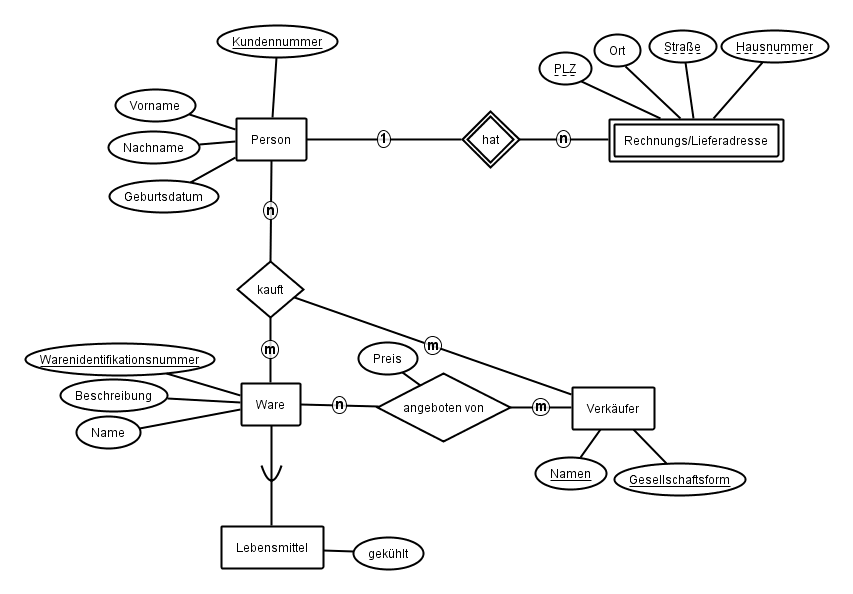 Kundennummer
PLZ
Ort
Straße
Hausnummer
Vorname
Nachname
Geburtsdatum
Person
1
hat
n
Rechnungs/Lieferadresse
n
kauft
m
m
Warenidentifikationsnummer
Beschreibung
Name
Ware
n
Preis
angeboten von
m
Verkäufer
Namen
Gesellschaftsform
Lebensmittel
gekühlt